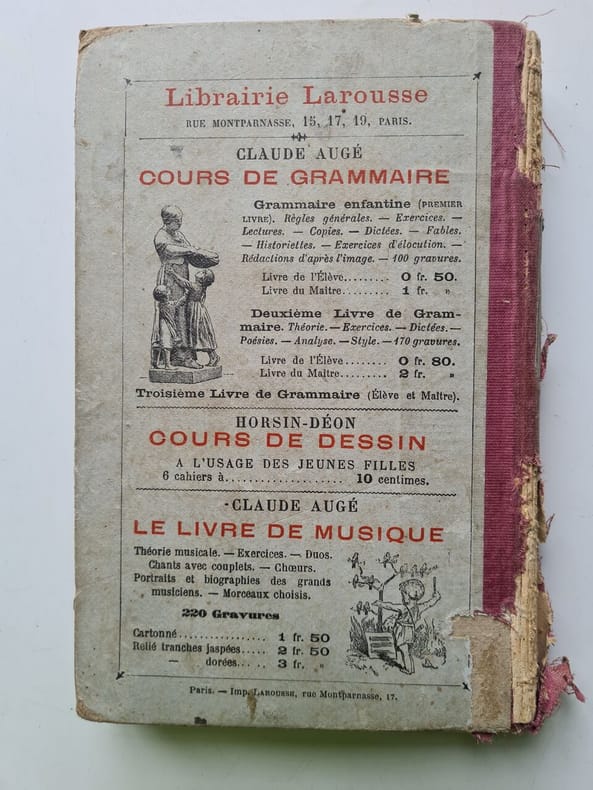 Librairie Larousse
RUE MONTPARNASSE, 15, 17, 19, PARIS.
CLAUDE AUGÉ
COURS DE GRAMMAIRE
Grammaire enfantine (PREMIER
LIVRE). Règles générales. — Exercices. —
Lectures. — Copies. — Dictées. — Fables.
— Historiettes. — Exercices d'élocution. —
Rédactions d'après l'image. — 100 gravures.
Livre de l'Élève........ 0 fr. 50.
Livre du Maître......... 1 fr. »
Deuxième Livre de Gram-
maire. Théorie. — Exercices. — Dictées. —
Poésies. — Analyse. — Style. — 170 gravures.
Livre de l'Élève........ 0 fr. 80.
Livre du Maître......... 2 fr. »
Troisième Livre de Grammaire (Élève et Maître).
HORSIN-DÉON
COURS DE DESSIN
A L'USAGE DES JEUNES FILLES
6 cahiers à.................... 10 centimes.
CLAUDE AUGÉ
LE LIVRE DE MUSIQUE
Théorie musicale. — Exercices. — Duos.
Chants avec couplets. — Chœurs.
Portraits et biographies des grands
musiciens. — Morceaux choisis.
220 Gravures
Cartonné................ 1 fr. 50
Relié tranches jaspées..... 2 fr. 50
— dorées..... 3 fr. »
Paris. — Imp. LAROUSSE, rue Montparnasse, 17.